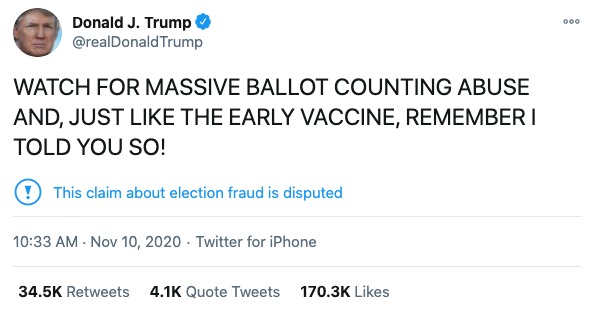 Donald J. Trump
@realDonaldTrump
WATCH FOR MASSIVE BALLOT COUNTING ABUSE
AND, JUST LIKE THE EARLY VACCINE, REMEMBER I
TOLD YOU SO!
This claim about election fraud is disputed
10:33 AM · Nov 10, 2020 · Twitter for iPhone
34.5K Retweets 4.1K Quote Tweets 170.3K Likes